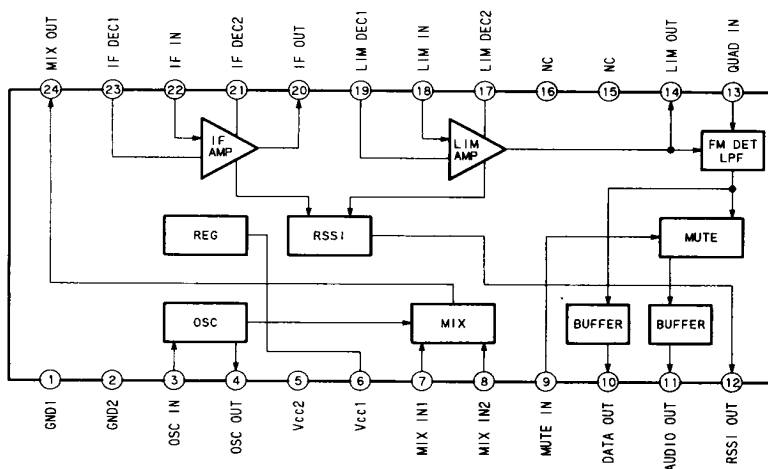 MIX OUT
IF DEC1
IF IN
IF DEC2
IF OUT
LIM DEC1
LIM IN
LIM DEC2
NC
NC
LIM OUT
QUAD IN
24
23
22
21
20
19
18
17
16
15
14
13
IF
AMP
LIM
AMP
FM DET
LPF
REG
RSSI
MUTE
OSC
MIX
BUFFER
BUFFER
1
2
3
4
5
6
7
8
9
10
11
12
GND1
GND2
OSC IN
OSC OUT
Vcc2
Vcc1
MIX IN1
MIX IN2
MUTE IN
DATA OUT
AUDIO OUT
RSSI OUT